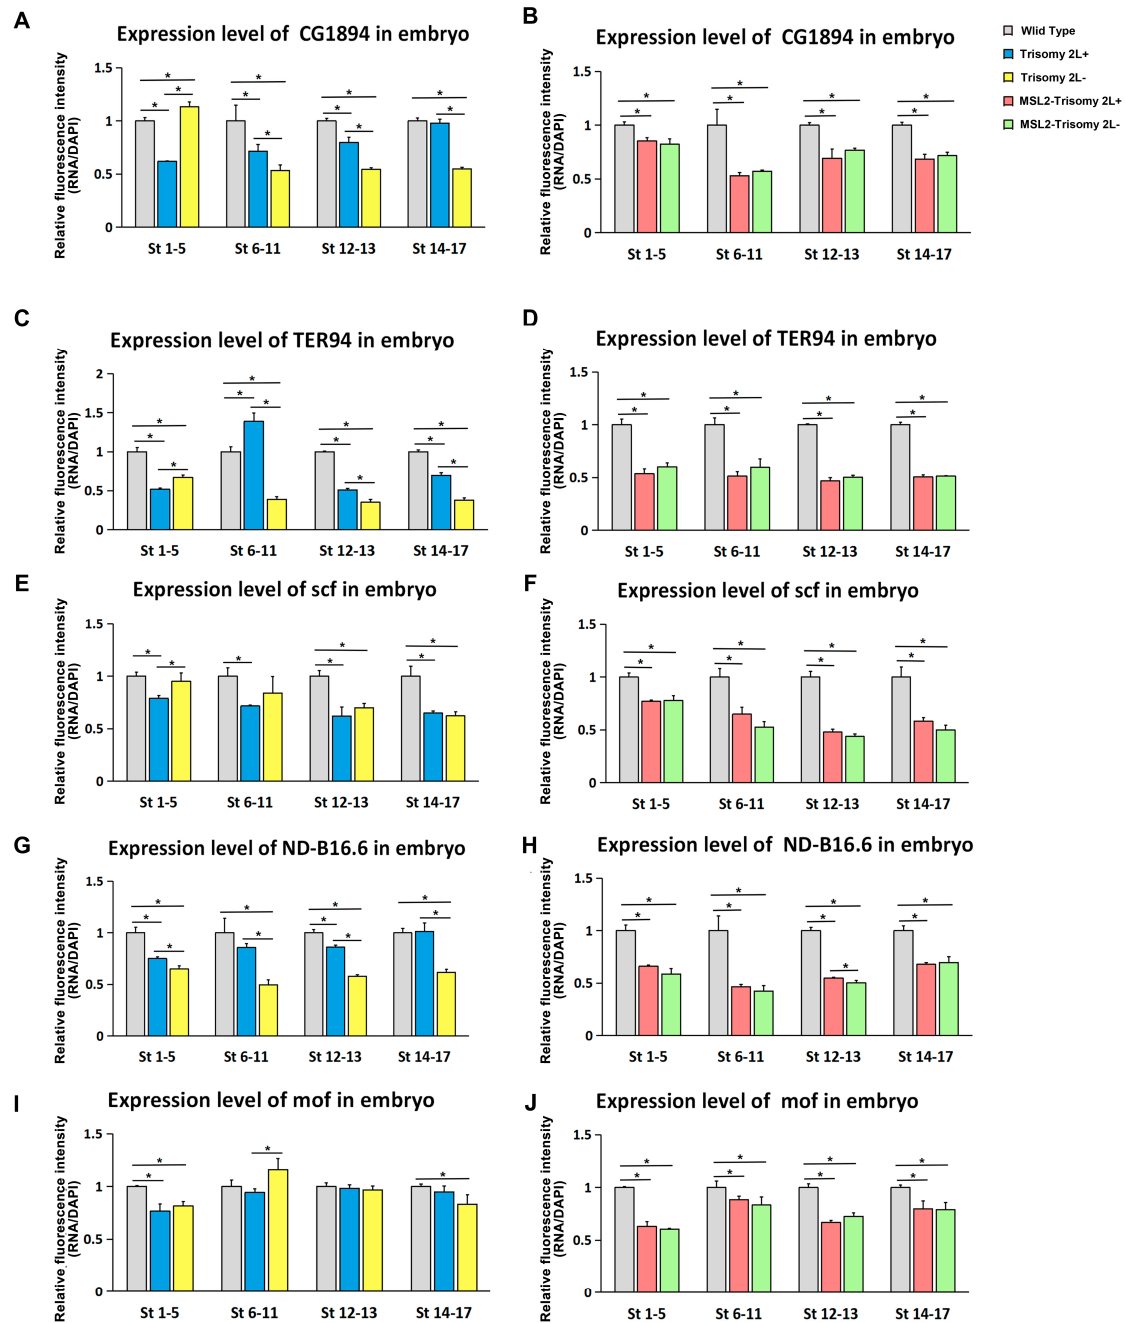 A
Expression level of CG1894 in embryo
Relative fluorescence intensity
(RNA/DAPI)
1.5
1
0.5
0
* * *
* *
* * *
* *
St 1-5 St 6-11 St 12-13 St 14-17
B
Expression level of CG1894 in embryo
Relative fluorescence intensity
(RNA/DAPI)
1.5
1
0.5
0
* *
* *
* *
* *
St 1-5 St 6-11 St 12-13 St 14-17
Wlid Type
Trisomy 2L+
Trisomy 2L-
MSL2-Trisomy 2L+
MSL2-Trisomy 2L-
C
Expression level of TER94 in embryo
Relative fluorescence intensity
(RNA/DAPI)
2
1.5
1
0.5
0
* * *
* * *
* * *
* * *
St 1-5 St 6-11 St 12-13 St 14-17
D
Expression level of TER94 in embryo
Relative fluorescence intensity
(RNA/DAPI)
1.5
1
0.5
0
* *
* *
* *
* *
St 1-5 St 6-11 St 12-13 St 14-17
E
Expression level of scf in embryo
Relative fluorescence intensity
(RNA/DAPI)
1.5
1
0.5
0
* *
*
* *
* *
St 1-5 St 6-11 St 12-13 St 14-17
F
Expression level of scf in embryo
Relative fluorescence intensity
(RNA/DAPI)
1.5
1
0.5
0
* *
* *
* *
* *
St 1-5 St 6-11 St 12-13 St 14-17
G
Expression level of ND-B16.6 in embryo
Relative fluorescence intensity
(RNA/DAPI)
1.5
1
0.5
0
* * *
* *
* * *
* *
St 1-5 St 6-11 St 12-13 St 14-17
H
Expression level of ND-B16.6 in embryo
Relative fluorescence intensity
(RNA/DAPI)
1.5
1
0.5
0
* *
* *
* * *
* *
St 1-5 St 6-11 St 12-13 St 14-17
I
Expression level of mof in embryo
Relative fluorescence intensity
(RNA/DAPI)
1.5
1
0.5
0
* *
*
*
St 1-5 St 6-11 St 12-13 St 14-17
J
Expression level of mof in embryo
Relative fluorescence intensity
(RNA/DAPI)
1.5
1
0.5
0
* *
* *
* *
* *
St 1-5 St 6-11 St 12-13 St 14-17